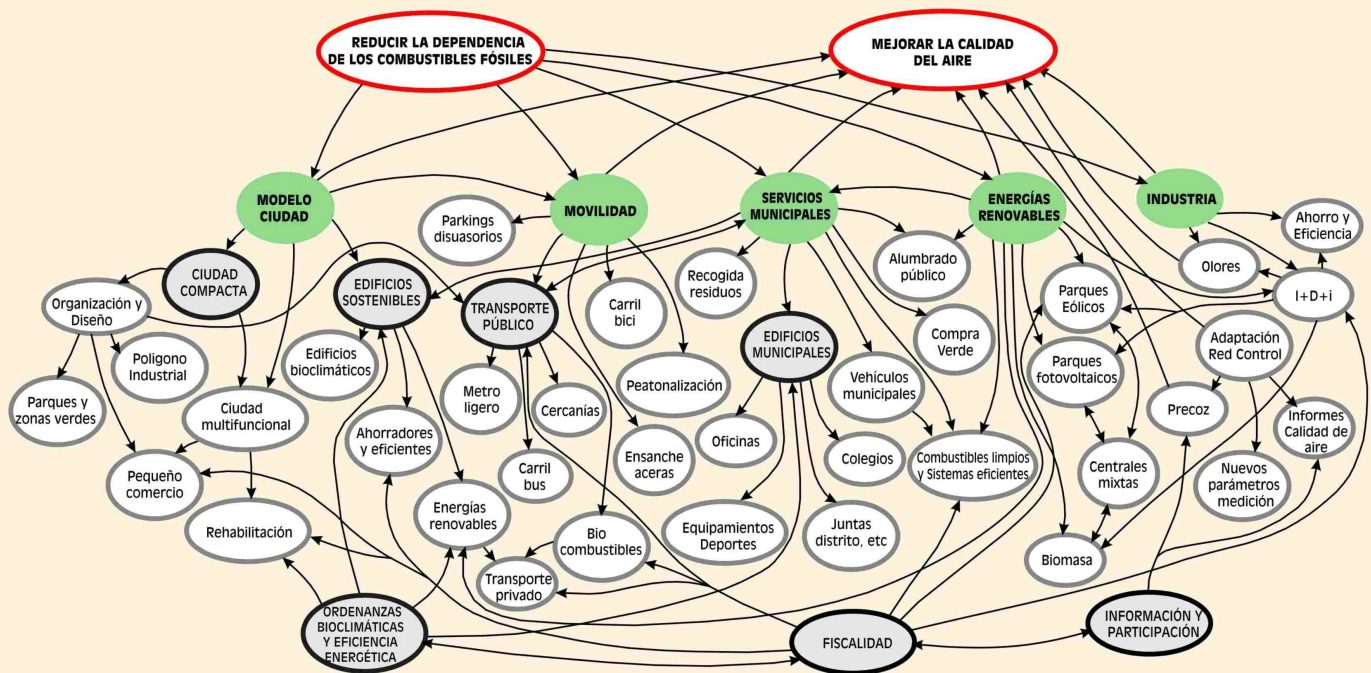 REDUCIR LA DEPENDENCIA
DE LOS COMBUSTIBLES FÓSILES
MEJORAR LA CALIDAD
DEL AIRE
MODELO
CIUDAD
MOVILIDAD
SERVICIOS
MUNICIPALES
ENERGÍAS
RENOVABLES
INDUSTRIA
Parkings
disuasorios
Ahorro y
Eficiencia
CIUDAD
COMPACTA
EDIFICIOS
SOSTENIBLES
TRANSPORTE
PÚBLICO
Carril
bici
Recogida
residuos
Alumbrado
público
Olores
Organización y
Diseño
Parques
Eólicos
I+D+i
EDIFICIOS
MUNICIPALES
Compra
Verde
Adaptación
Red Control
Poligono
Industrial
Edificios
bioclimáticos
Parques
fotovoltaicos
Metro
ligero
Peatonalización
Vehículos
municipales
Parques y
zonas verdes
Ciudad
multifuncional
Cercanías
Precoz
Ahorradores
y eficientes
Oficinas
Informes
Calidad de
aire
Ensanche
aceras
Colegios
Combustibles limpios
y Sistemas eficientes
Pequeño
comercio
Carril
bus
Centrales
mixtas
Nuevos
parámetros
medición
Energías
renovables
Rehabilitación
Bio
combustibles
Equipamientos
Deportes
Juntas
distrito, etc
Biomasa
Transporte
privado
ORDENANZAS
BIOCLIMÁTICAS
Y EFICIENCIA
ENERGÉTICA
FISCALIDAD
INFORMACIÓN Y
PARTICIPACIÓN